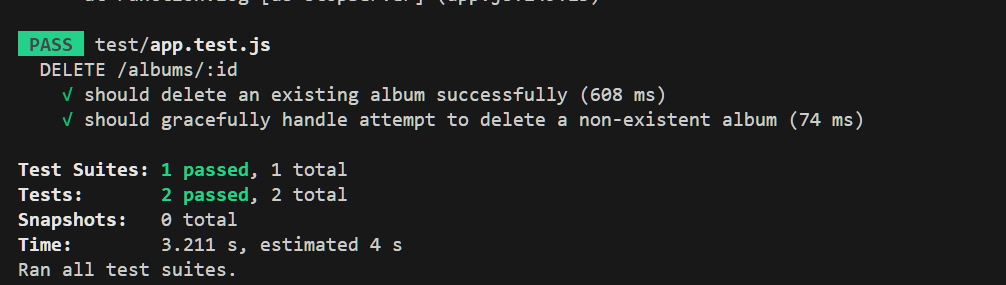 PASS test/app.test.js
DELETE /albums/:id
√ should delete an existing album successfully (608 ms)
√ should gracefully handle attempt to delete a non-existent album (74 ms)
Test Suites: 1 passed, 1 total
Tests: 2 passed, 2 total
Snapshots: 0 total
Time: 3.211 s, estimated 4 s
Ran all test suites.